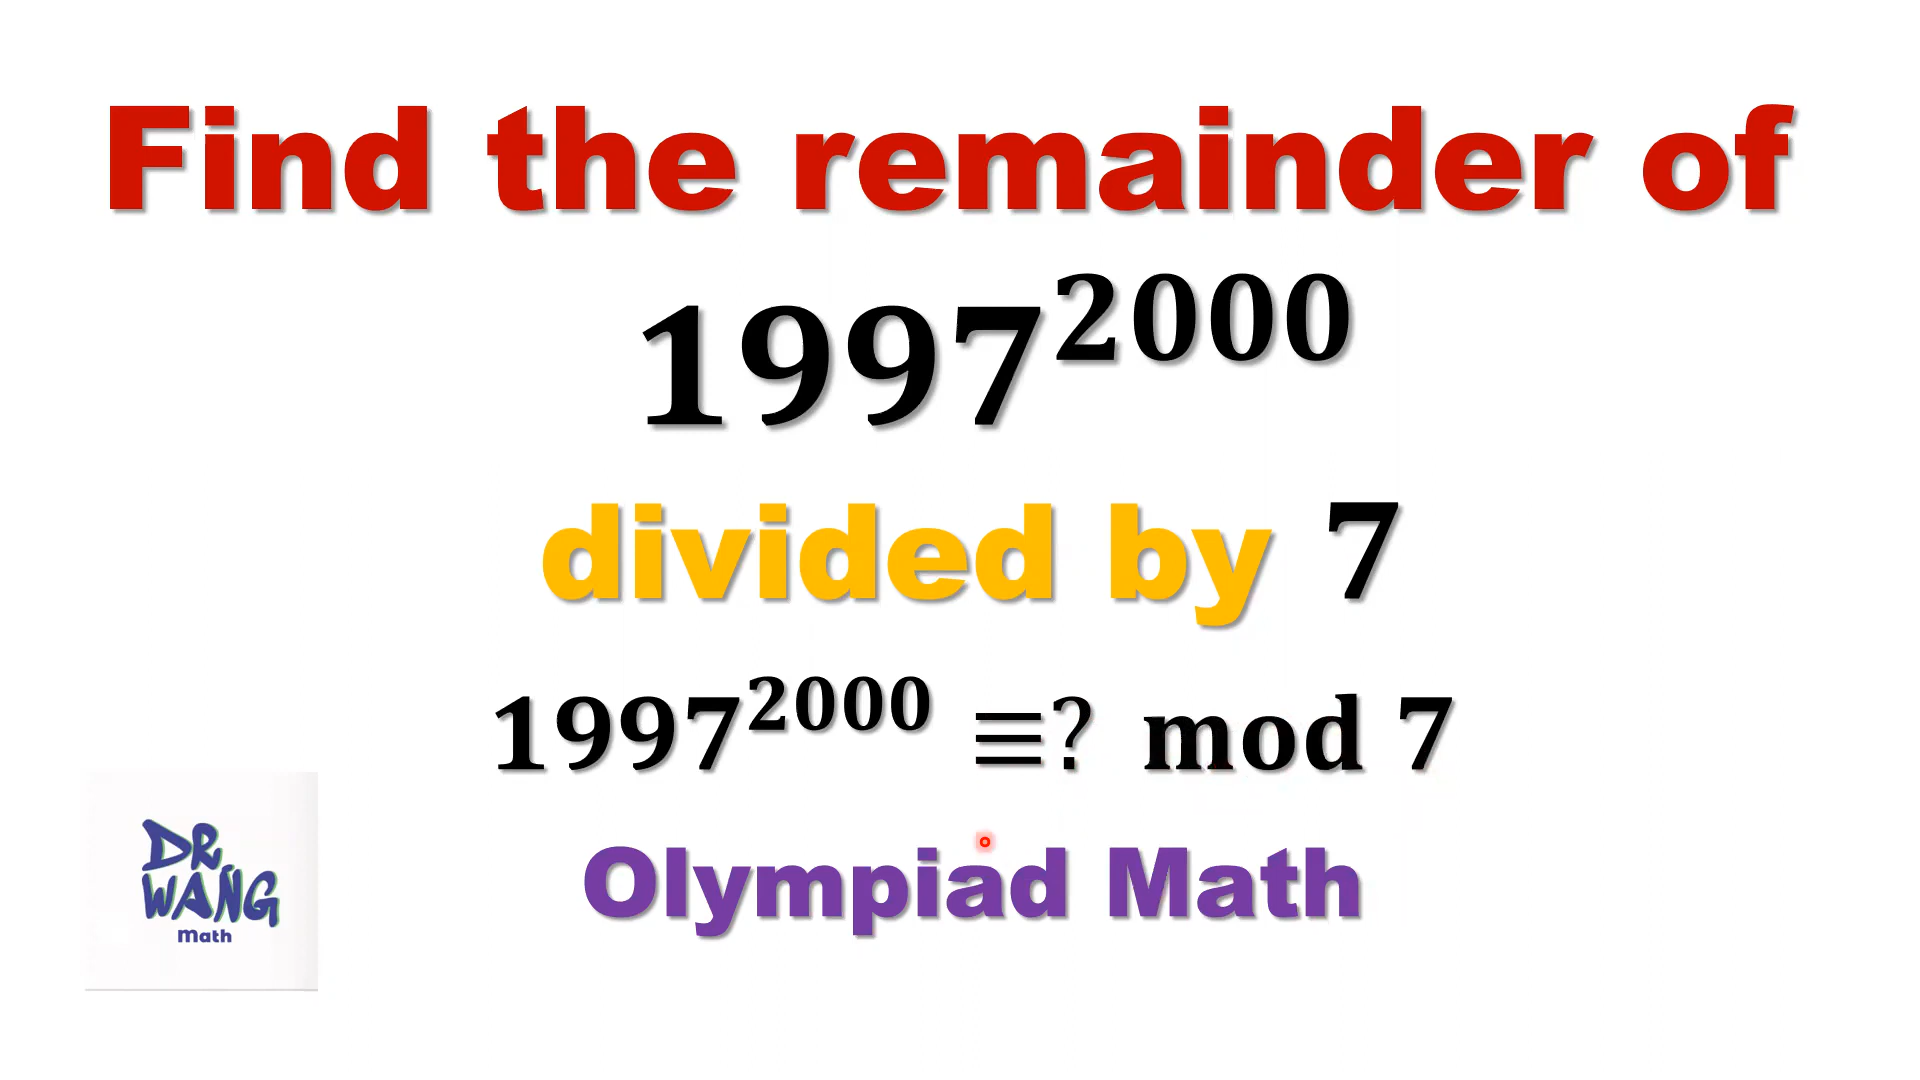 Find the remainder of
1997^2000
divided by 7
1997^2000 ≡? mod 7
Olympiad Math
DR.
WANG
Math